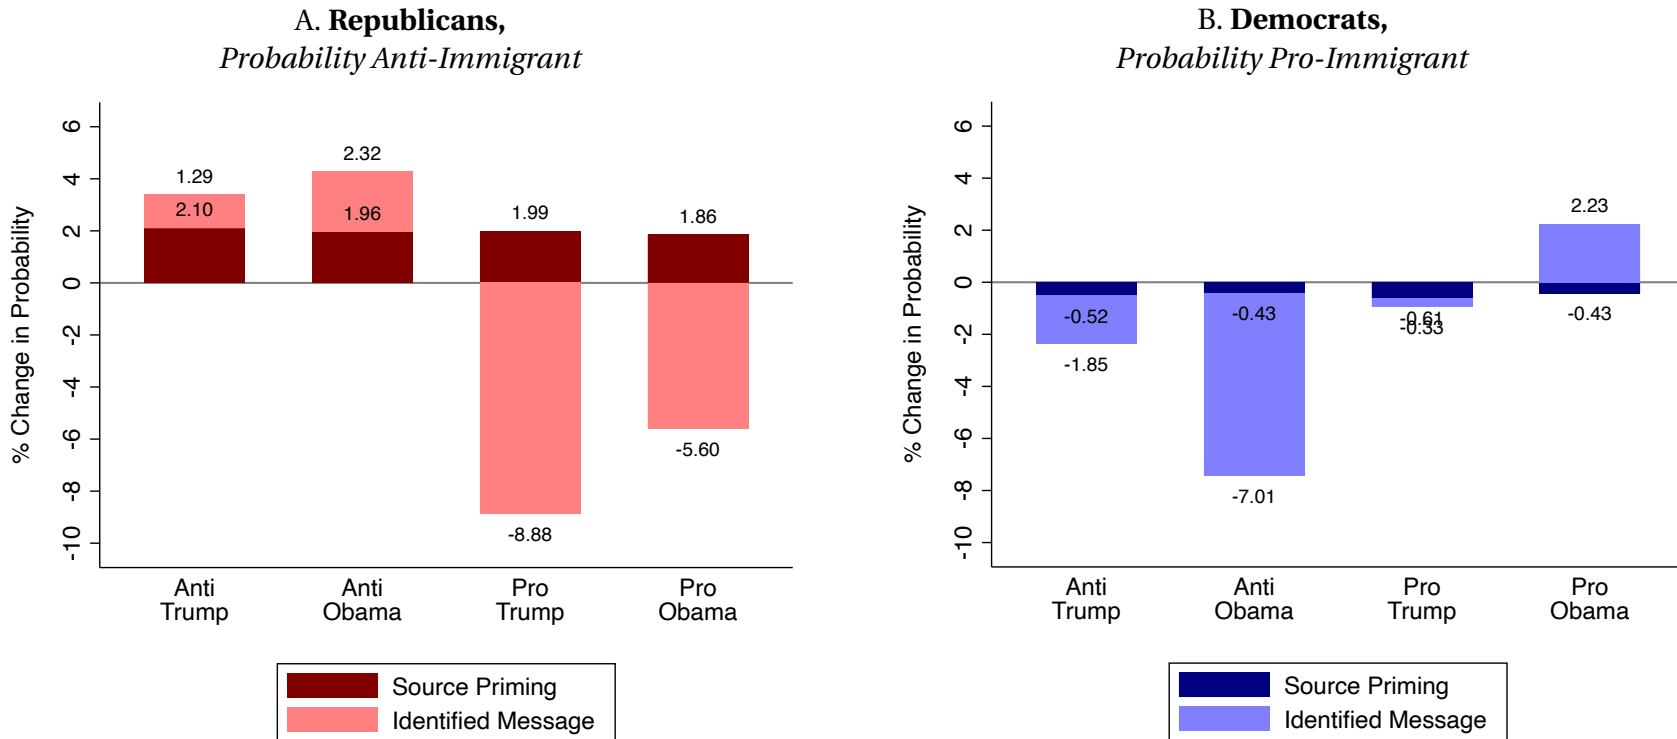 A. Republicans,
Probability Anti-Immigrant
% Change in Probability
6
4
2
0
-2
-4
-6
-8
-10
1.29
2.10
2.32
1.96
1.99
-8.88
1.86
-5.60
Anti
Trump
Anti
Obama
Pro
Trump
Pro
Obama
Source Priming
Identified Message
B. Democrats,
Probability Pro-Immigrant
% Change in Probability
6
4
2
0
-2
-4
-6
-8
-10
-0.52
-1.85
-0.43
-7.01
-0.61
-0.33
2.23
-0.43
Anti
Trump
Anti
Obama
Pro
Trump
Pro
Obama
Source Priming
Identified Message